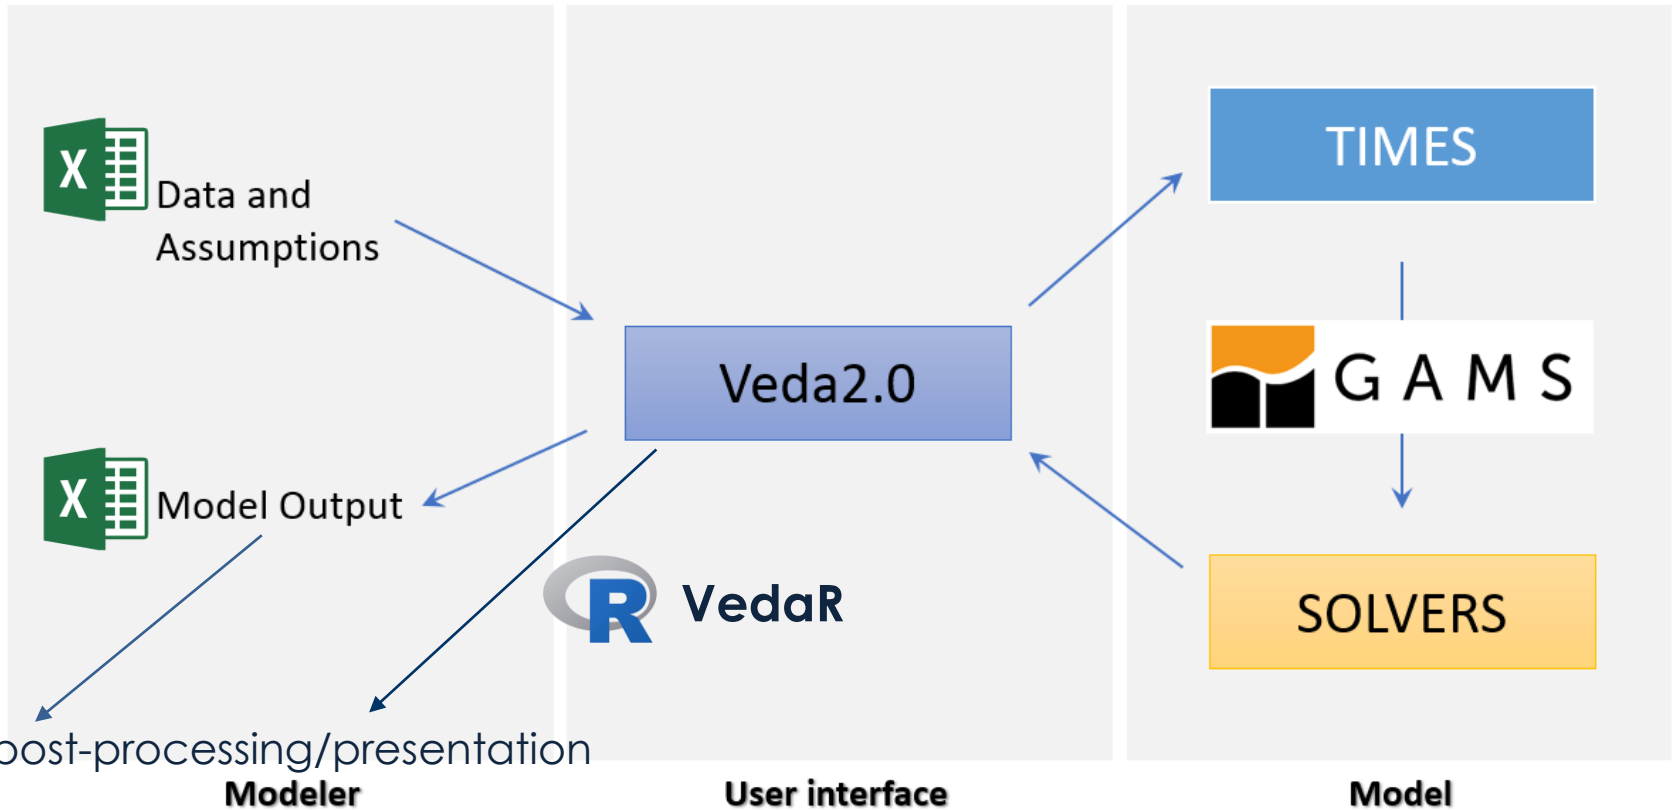 X
Data and
Assumptions
X
Model Output
post-processing/presentation
Modeler
Veda2.0
R VedaR
User interface
TIMES
GAMS
SOLVERS
Model